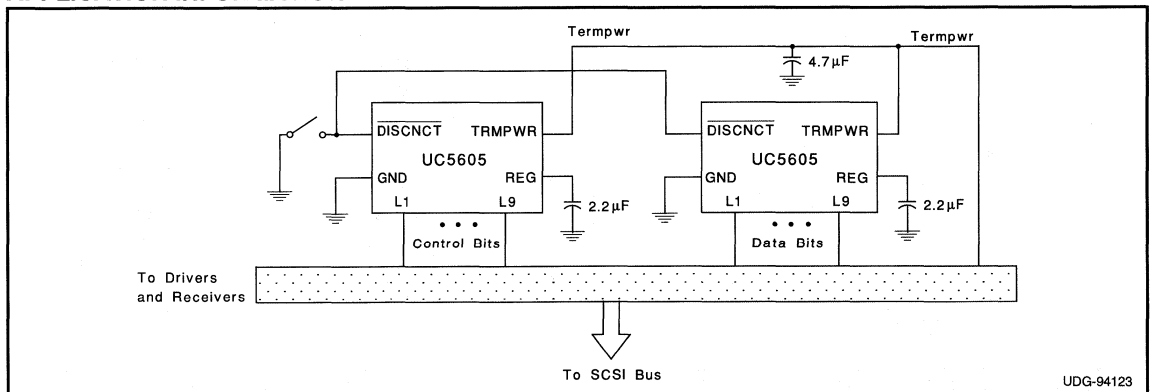 Termpwr
Termpwr
4.7µF
DISCNCT TRMPWR
UC5605
GND REG
L1 L9
2.2µF
• • •
Control Bits
DISCNCT TRMPWR
UC5605
GND REG
L1 L9
2.2µF
• • •
Data Bits
To Drivers
and Receivers
To SCSI Bus
UDG-94123